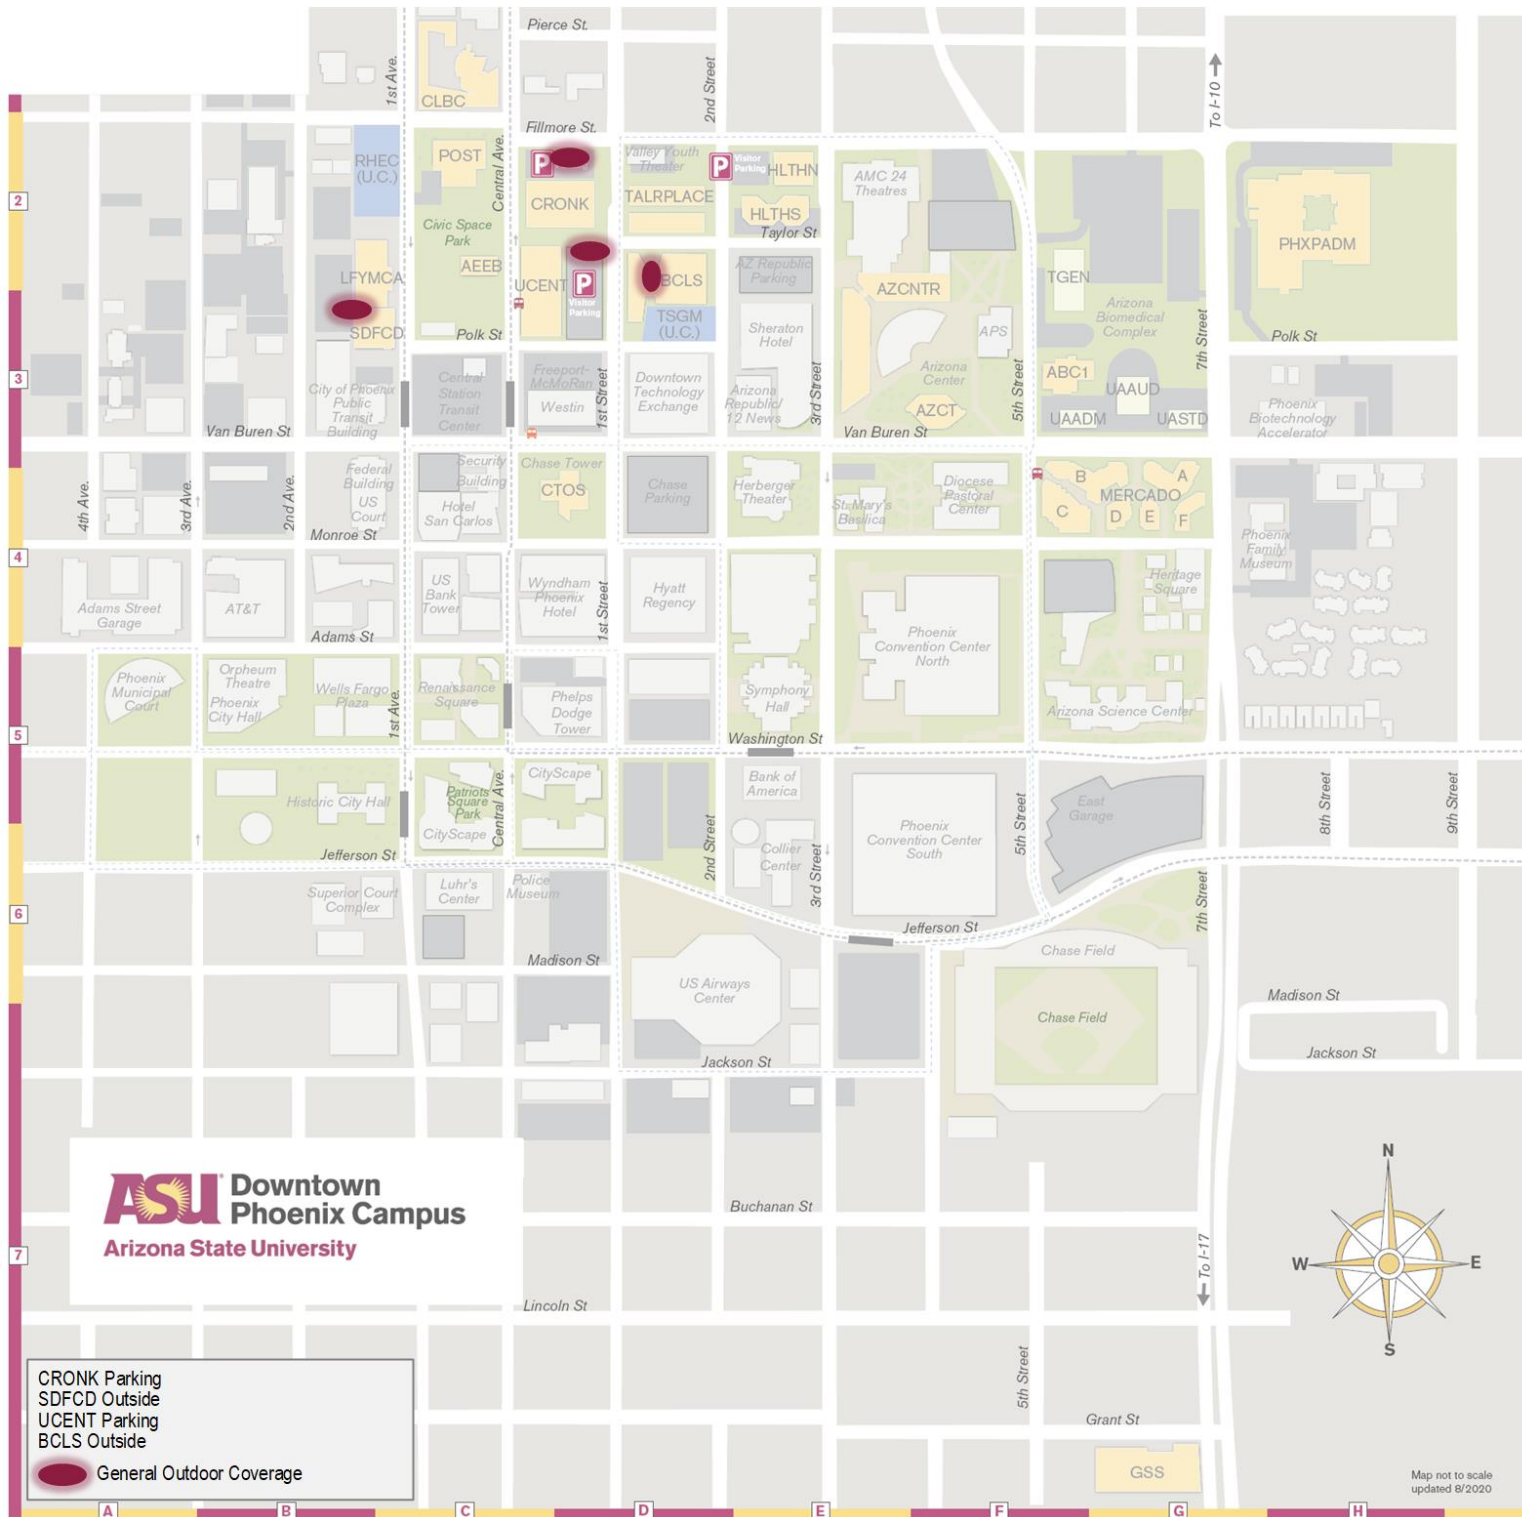 Pierce St.
1st Ave.
2nd Street
To I-10
CLBC
Fillmore St.
Central Ave.
RHEC
(U.C.)
POST
P
Valley Youth
Theater
P
Visitor
Parking
HLTHN
AMC 24
Theatres
2
CRONK
TALRPLACE
HLTHS
Taylor St
Civic Space
Park
PHXPADM
LFYMCA
AEEB
UCENT
P
Visitor
Parking
BCLS
AZ Republic
Parking
AZCNTR
TGEN
Arizona
Biomedical
Complex
SDFCD
Polk St
TSGM
(U.C.)
Sheraton
Hotel
APS
5th Street
7th Street
Polk St
3
City of Phoenix
Public
Transit
Building
Central
Station
Transit
Center
Freeport-
McMoRan
Westin
1st Street
Downtown
Technology
Exchange
Arizona
Republic/
12 News
3rd Street
Arizona
Center
AZCT
ABC1
UAAUD
UAADM
UASTD
Phoenix
Biotechnology
Accelerator
Van Buren St
Van Buren St
4th Ave.
3rd Ave.
2nd Ave.
Federal
Building
US
Court
Security
Building
Hotel
San Carlos
Chase Tower
CTOS
Chase
Parking
Herberger
Theater
St. Mary's
Basilica
Diocese
Pastoral
Center
B
A
MERCADO
C
D
E
F
Monroe St
4
Phoenix
Family
Museum
Adams Street
Garage
AT&T
US
Bank
Tower
Wyndham
Phoenix
Hotel
1st Street
Hyatt
Regency
Phoenix
Convention Center
North
Heritage
Square
Adams St
Phoenix
Municipal
Court
Orpheum
Theatre
Phoenix
City Hall
Wells Fargo
Plaza
1st Ave.
Renaissance
Square
Phelps
Dodge
Tower
Symphony
Hall
Arizona Science Center
5
Washington St
Historic City Hall
Patriots
Square
Park
CityScape
Central Ave.
CityScape
2nd Street
Bank of
America
Collier
Center
3rd Street
Phoenix
Convention Center
South
5th Street
East
Garage
8th Street
9th Street
Jefferson St
6
Superior Court
Complex
Luhr's
Center
Police
Museum
Jefferson St
7th Street
Madison St
US Airways
Center
Chase Field
Chase Field
Madison St
Jackson St
Jackson St
ASU Downtown
Phoenix Campus
Arizona State University
Buchanan St
7
To I-17
N
W
E
S
Lincoln St
5th Street
Grant St
GSS
CRONK Parking
SDFCD Outside
UCENT Parking
BCLS Outside
General Outdoor Coverage
Map not to scale
updated 8/2020
A
B
C
D
E
F
G
H